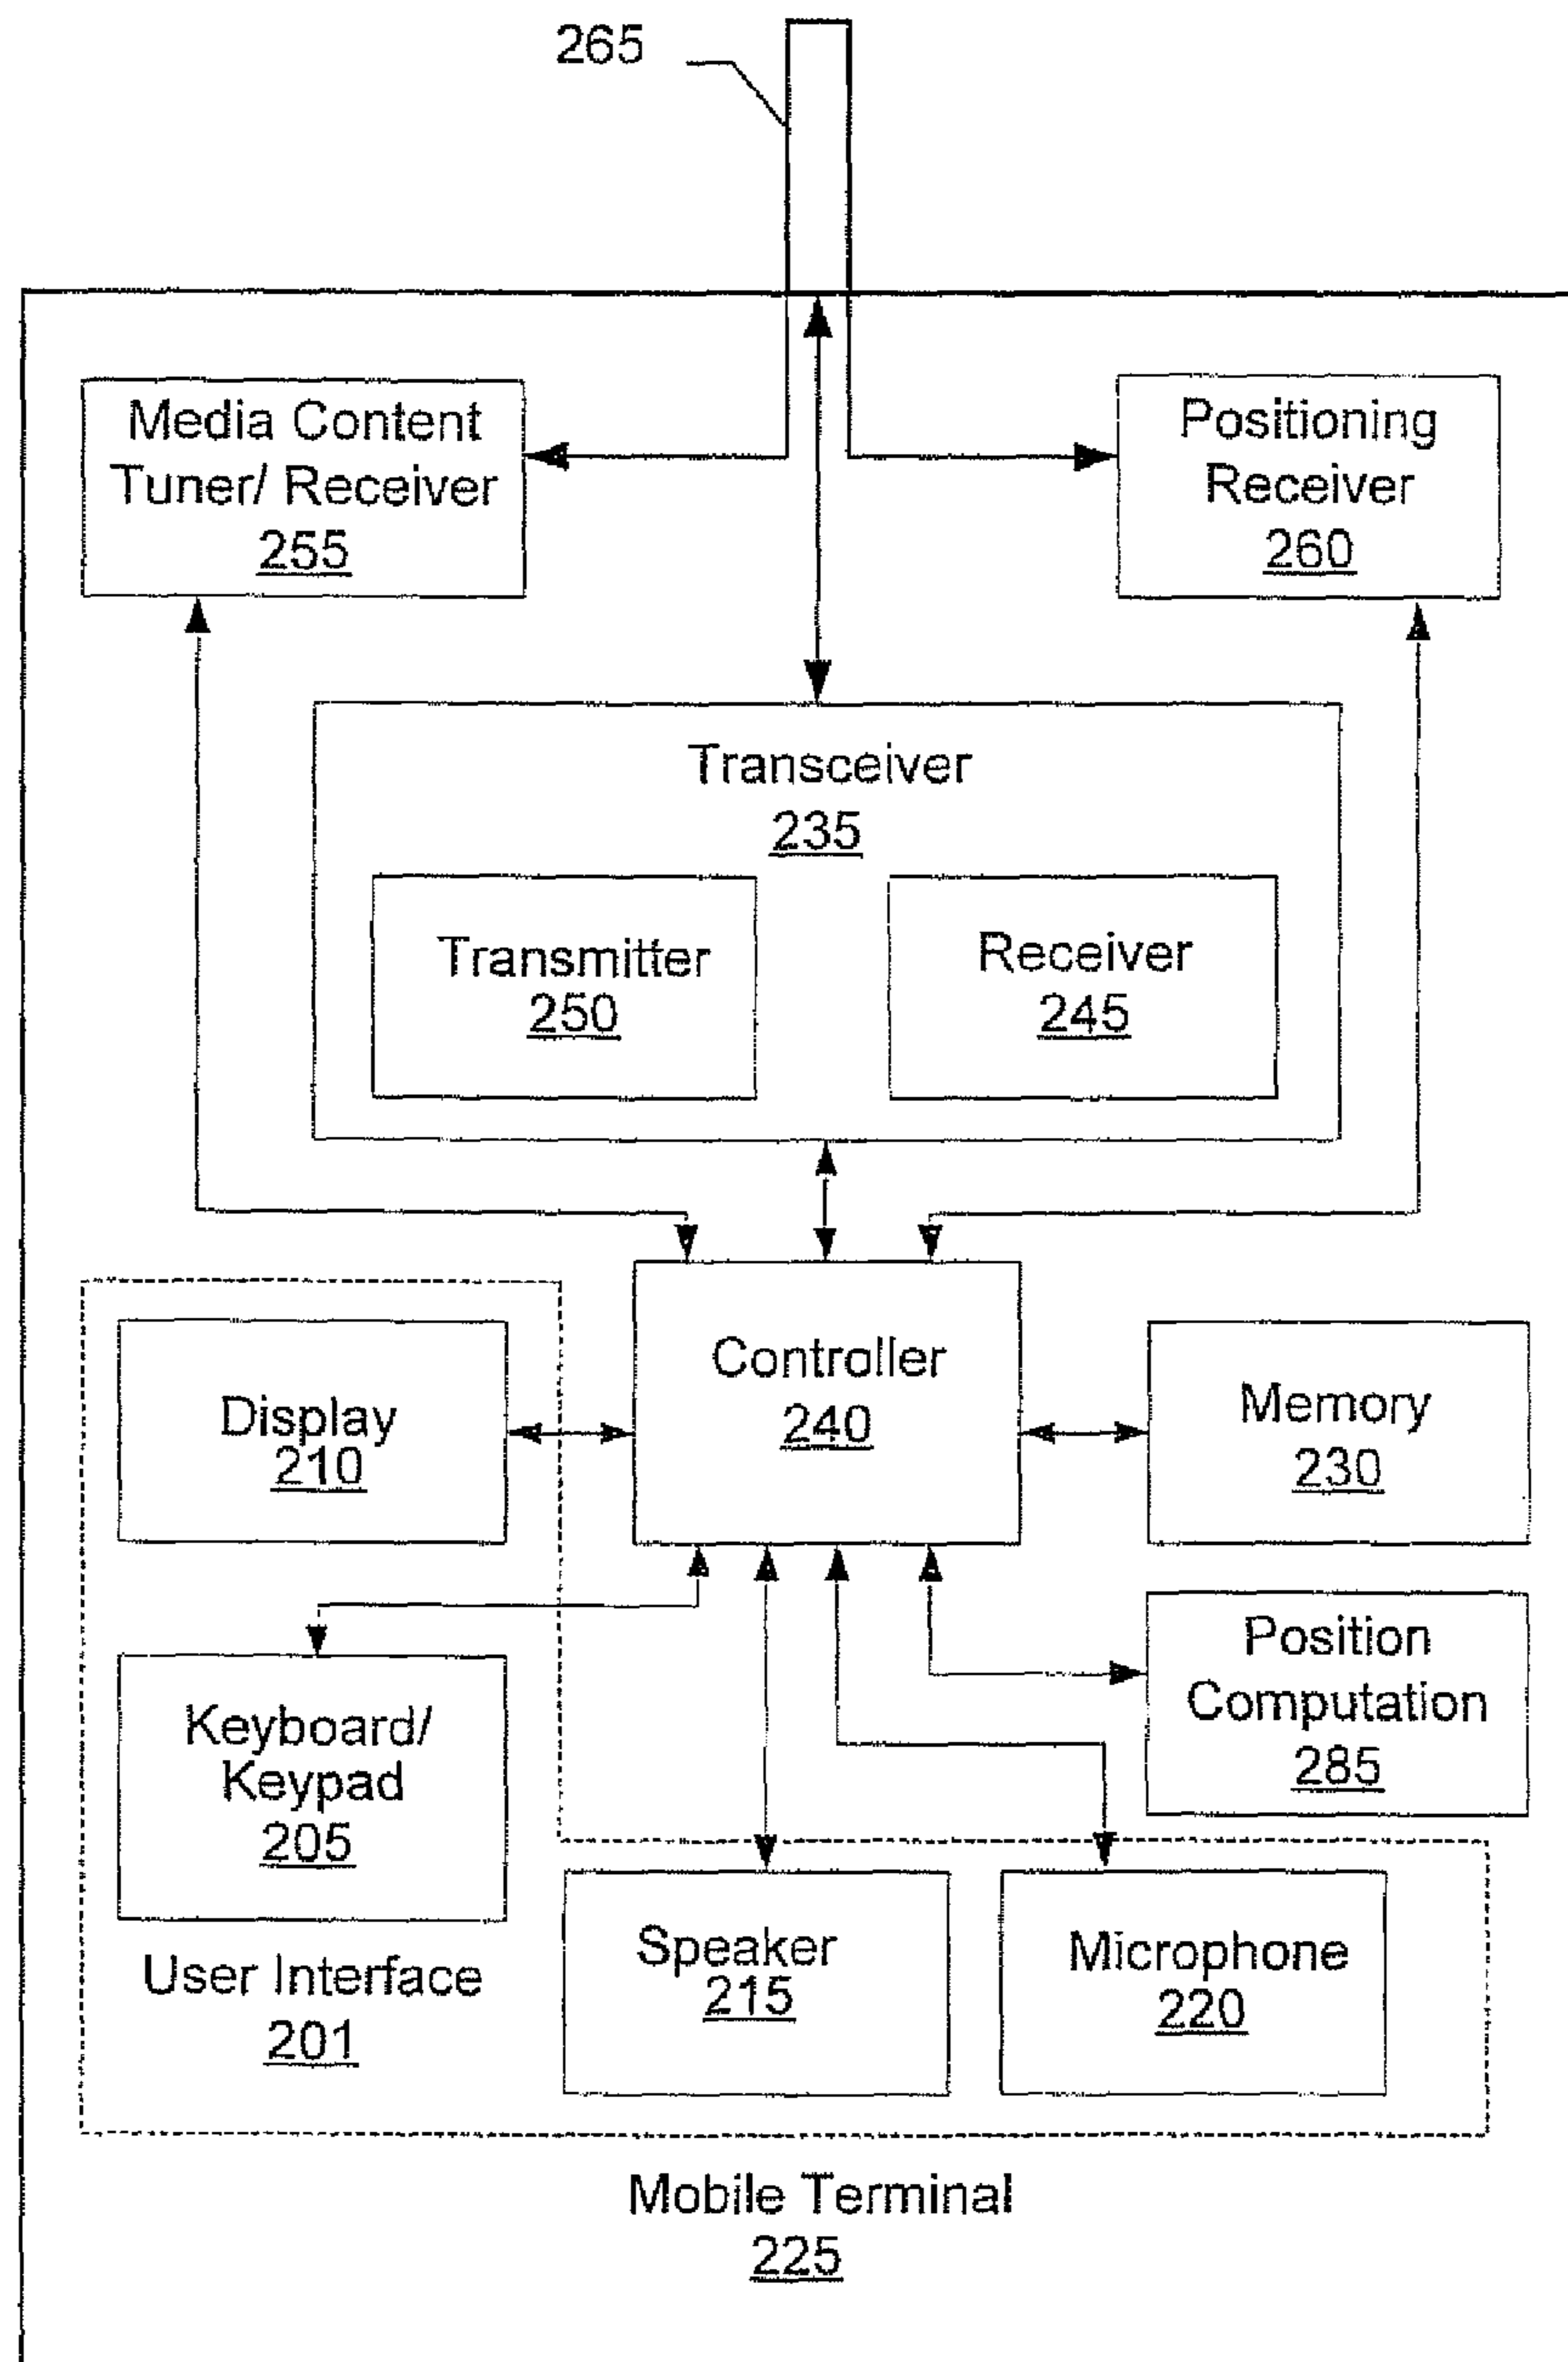 265
Media Content
Tuner/ Receiver
255
Positioning
Receiver
260
Transceiver
235
Transmitter
250
Receiver
245
Controller
240
Display
210
Memory
230
Keyboard/
Keypad
205
Position
Computation
285
User Interface
201
Speaker
215
Microphone
220
Mobile Terminal
225